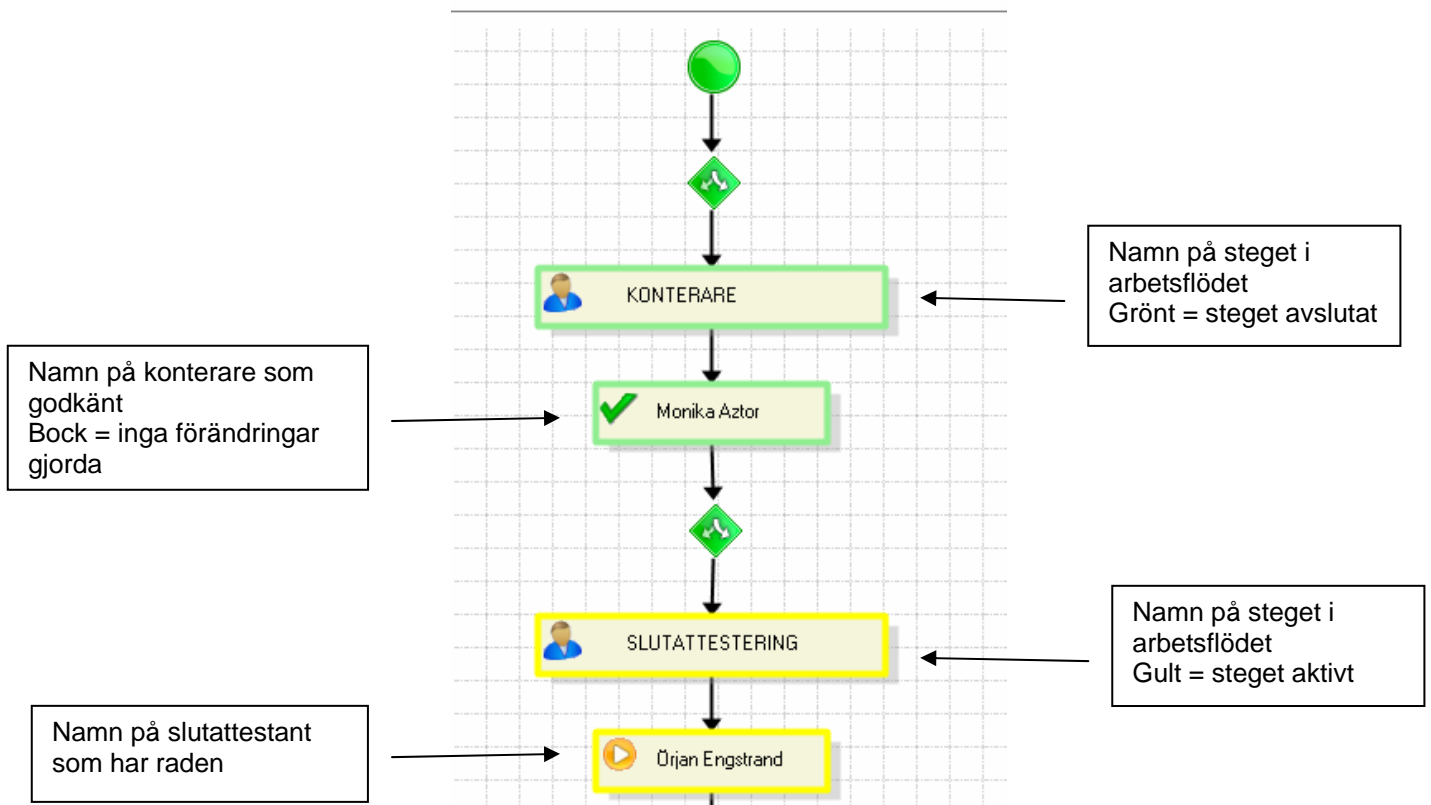 Namn på steget i
arbetsflödet
Grönt = steget avslutat
KONTERARE
Namn på konterare som
godkänt
Bock = inga förändringar
gjorda
Monika Aztor
Namn på steget i
arbetsflödet
Gult = steget aktivt
SLUTATTESTERING
Namn på slutattestant
som har raden
Örjan Engstrand